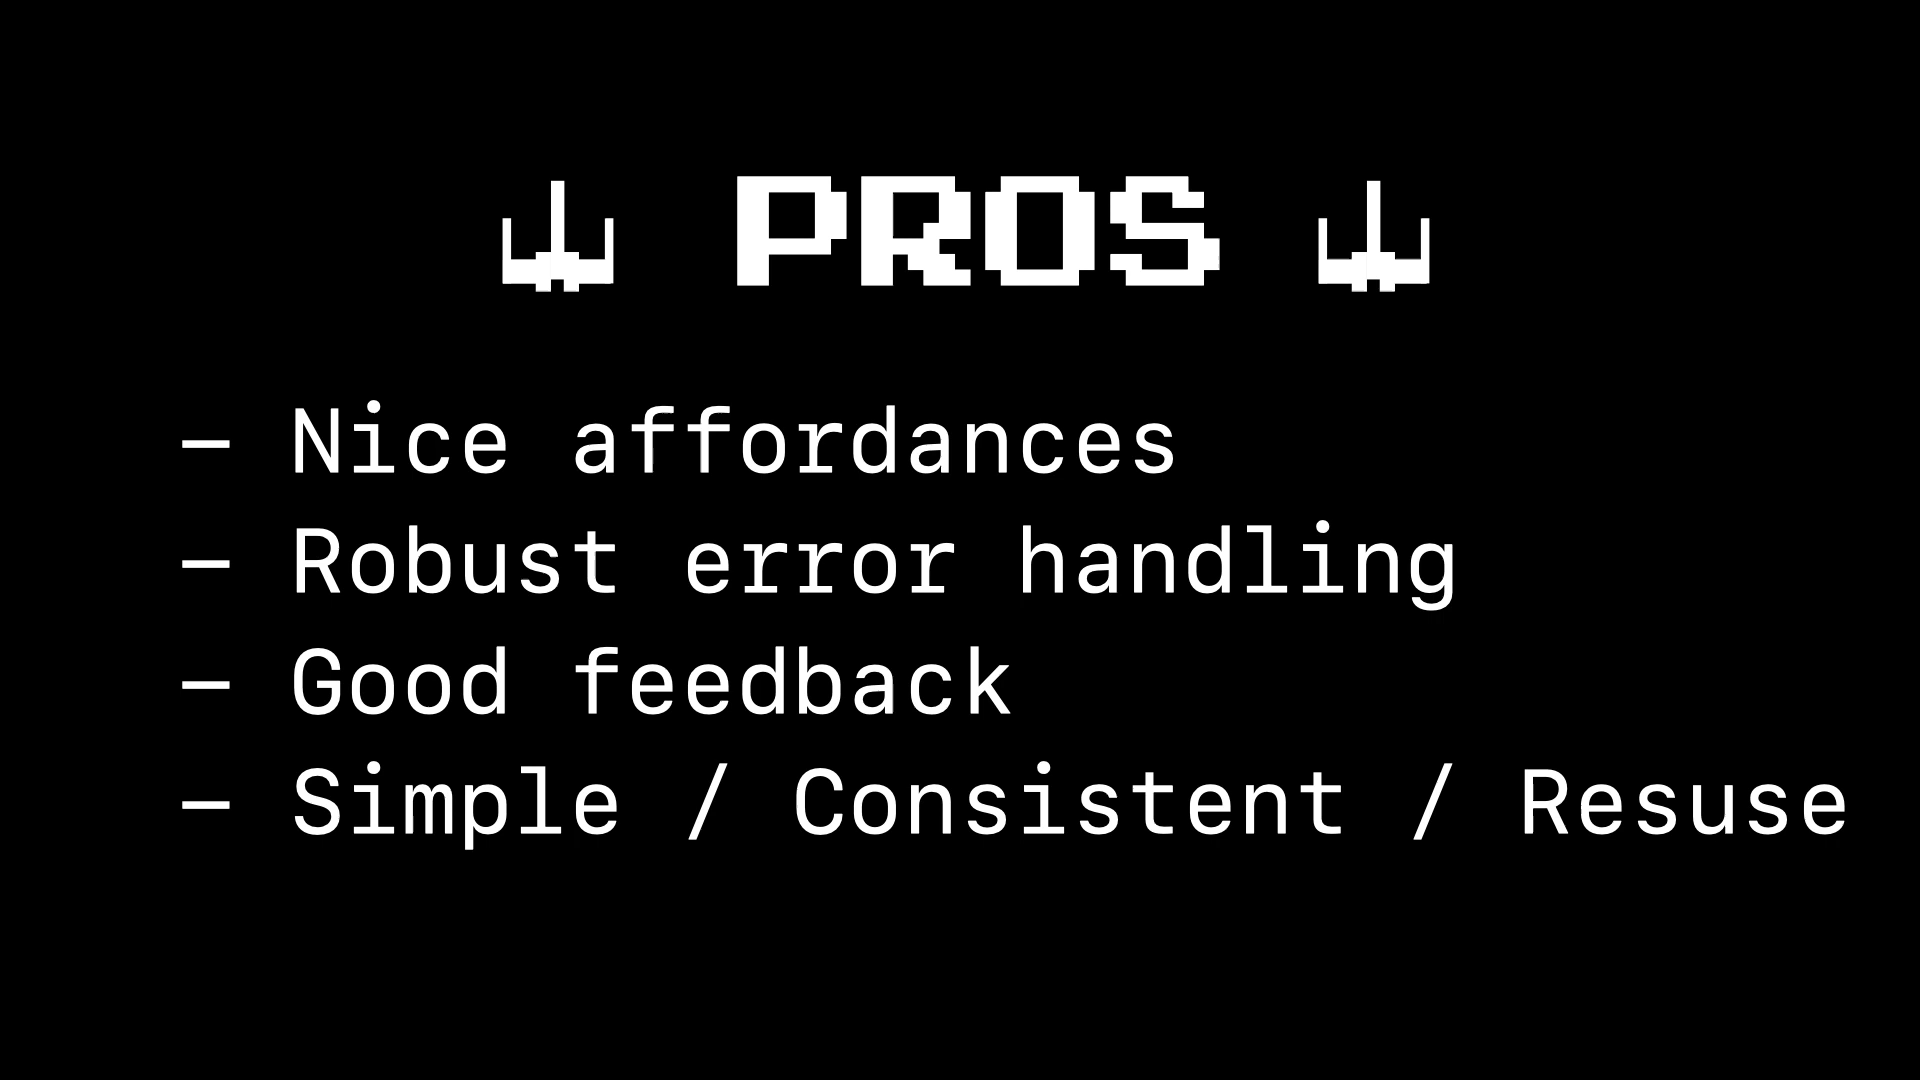 PROS
— Nice affordances
— Robust error handling
— Good feedback
— Simple / Consistent / Resuse